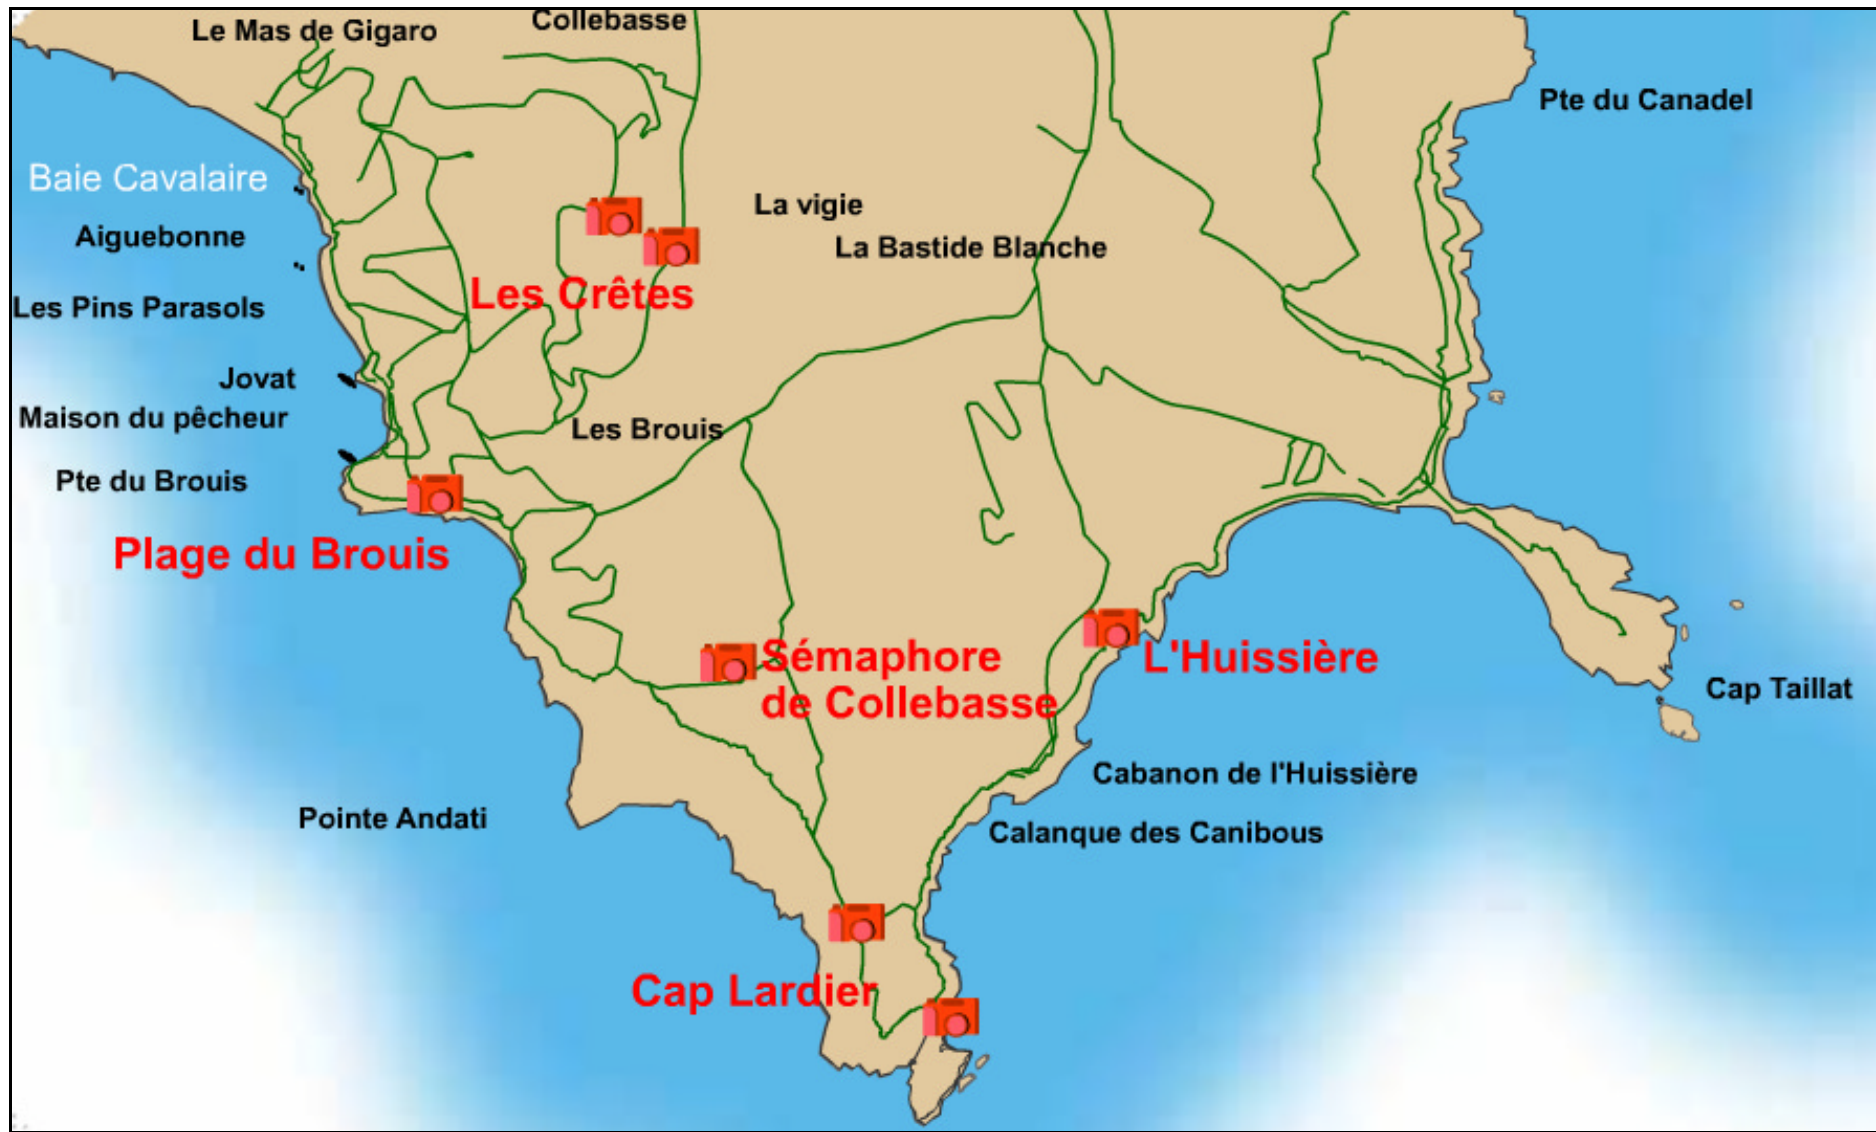 Collebasse
Le Mas de Gigaro
Pte du Canadel
Baie Cavalaire
La vigie
Aiguebonne
La Bastide Blanche
Les Crêtes
Les Pins Parasols
Jovat
Maison du pêcheur
Les Brouis
Pte du Brouis
Plage du Brouis
Sémaphore
de Collebasse
L'Huissière
Cap Taillat
Cabanon de l'Huissière
Pointe Andati
Calanque des Canibous
Cap Lardier